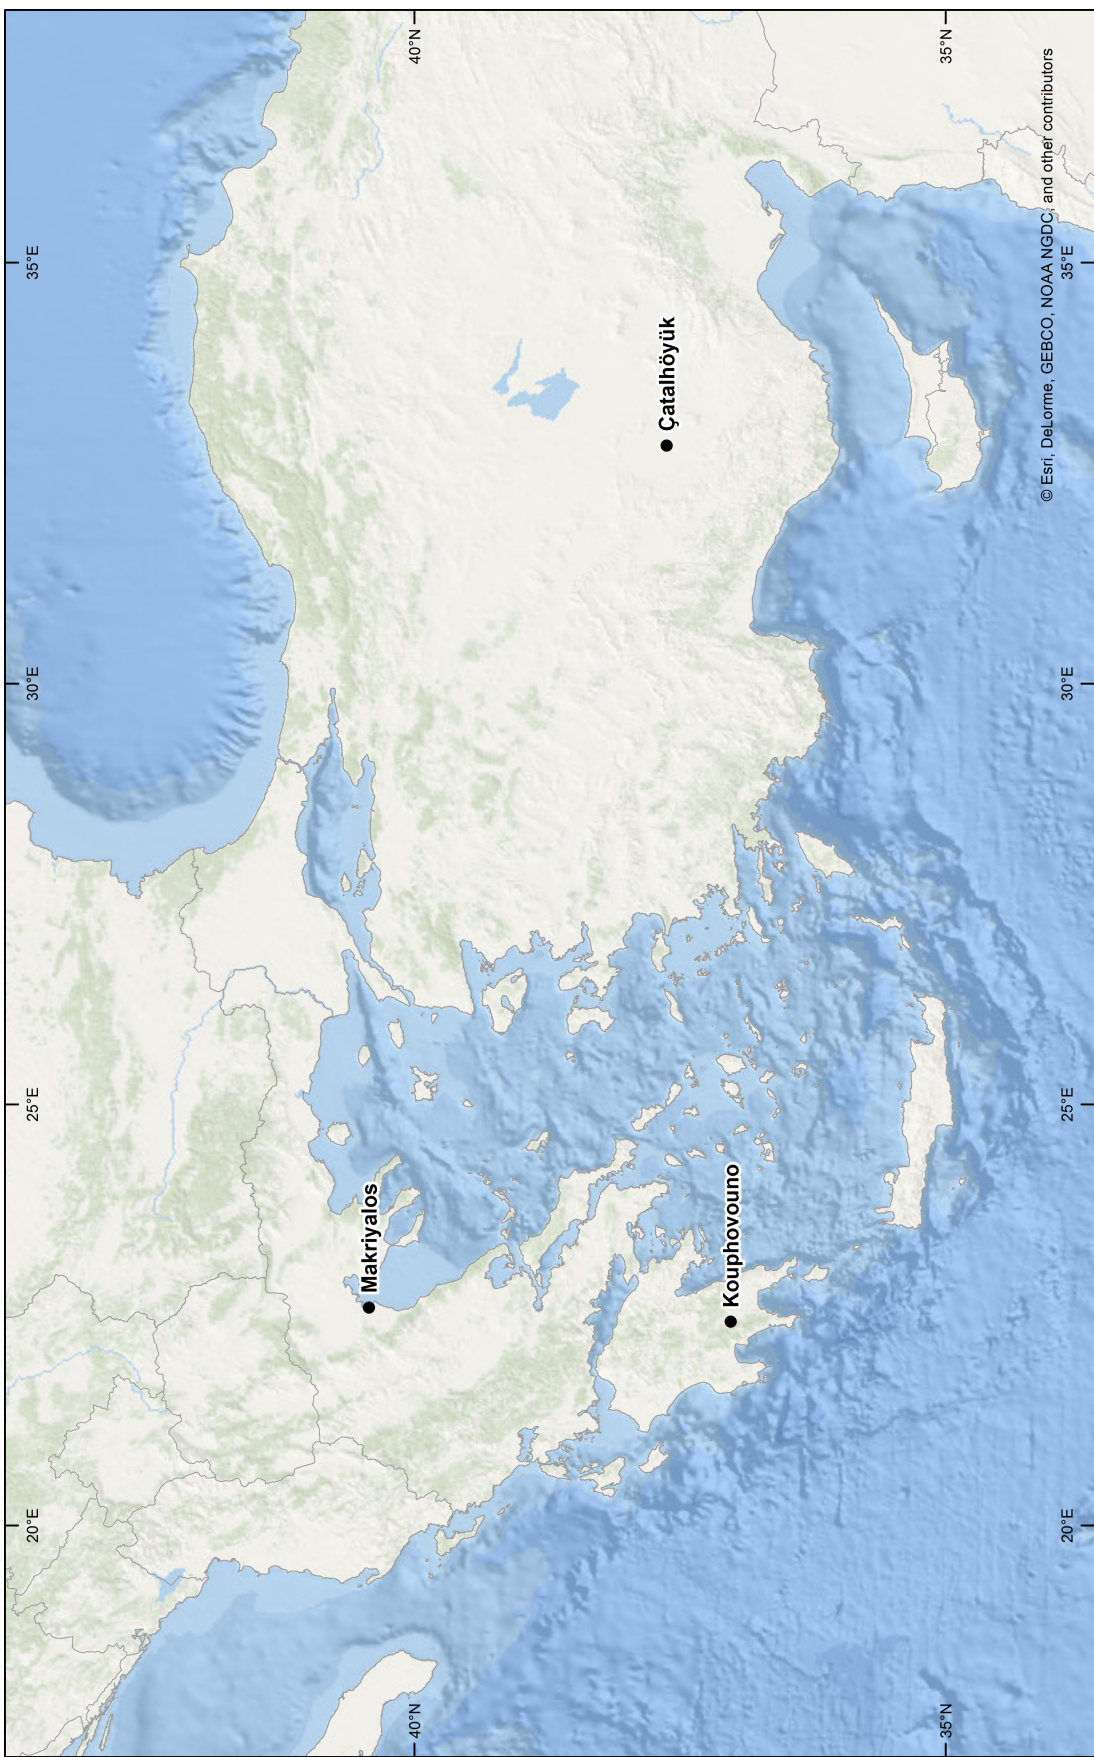 20°E
25°E
30°E
35°E
40°N
40°N
Makriyalos
Çatalhöyük
Kouphovouno
35°N
35°N
© Esri, DeLorme, GEBCO, NOAA NGDC, and other contributors
20°E
25°E
30°E
35°E